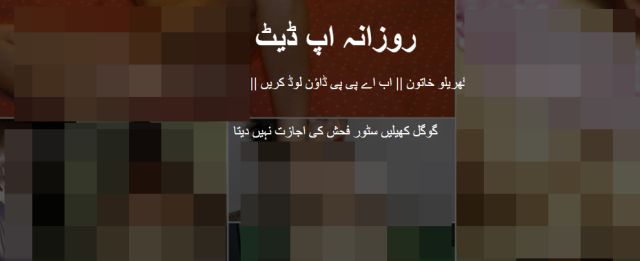 روزانہ اپ ڈیٹ
گھریلو خاتون || اب اے پی پی ڈاؤن لوڈ کریں ||
گوگل کھیلیں سٹور فحش کی اجازت نہیں دیتا